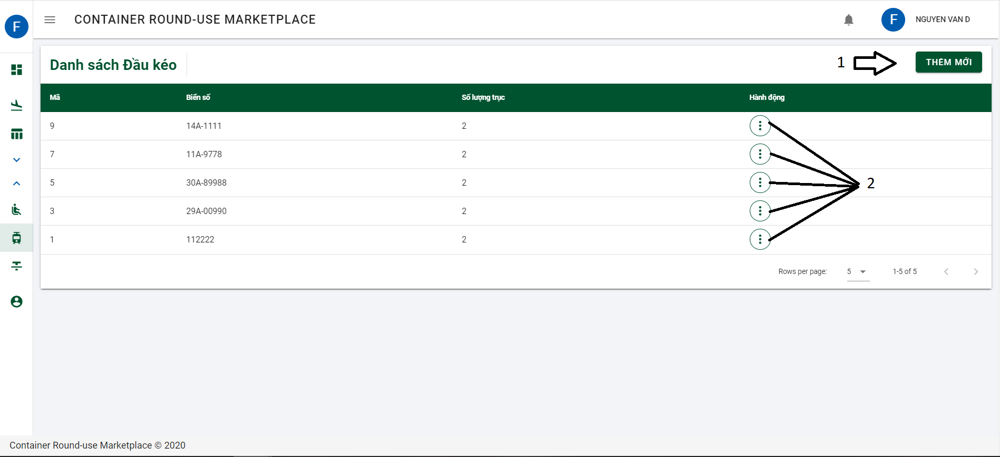 F
CONTAINER ROUND-USE MARKETPLACE
F
NGUYEN VAN D
Danh sách Đầu kéo
1
THÊM MỚI
Mã Biển số Số lượng trục Hành động
9 14A-1111 2
7 11A-9778 2
5 30A-89988 2
2
3 29A-00990 2
1 112222 2
Rows per page: 5 1-5 of 5
Container Round-use Marketplace © 2020